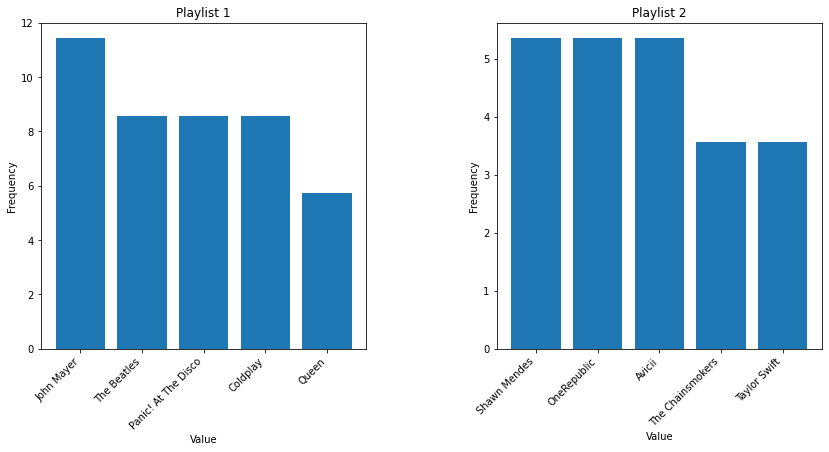 Playlist 1
12
10
8
6
4
2
0
Frequency
John Mayer
The Beatles
Panic! At The Disco
Coldplay
Queen
Value
Playlist 2
5
4
3
2
1
0
Frequency
Shawn Mendes
OneRepublic
Avicii
The Chainsmokers
Taylor Swift
Value